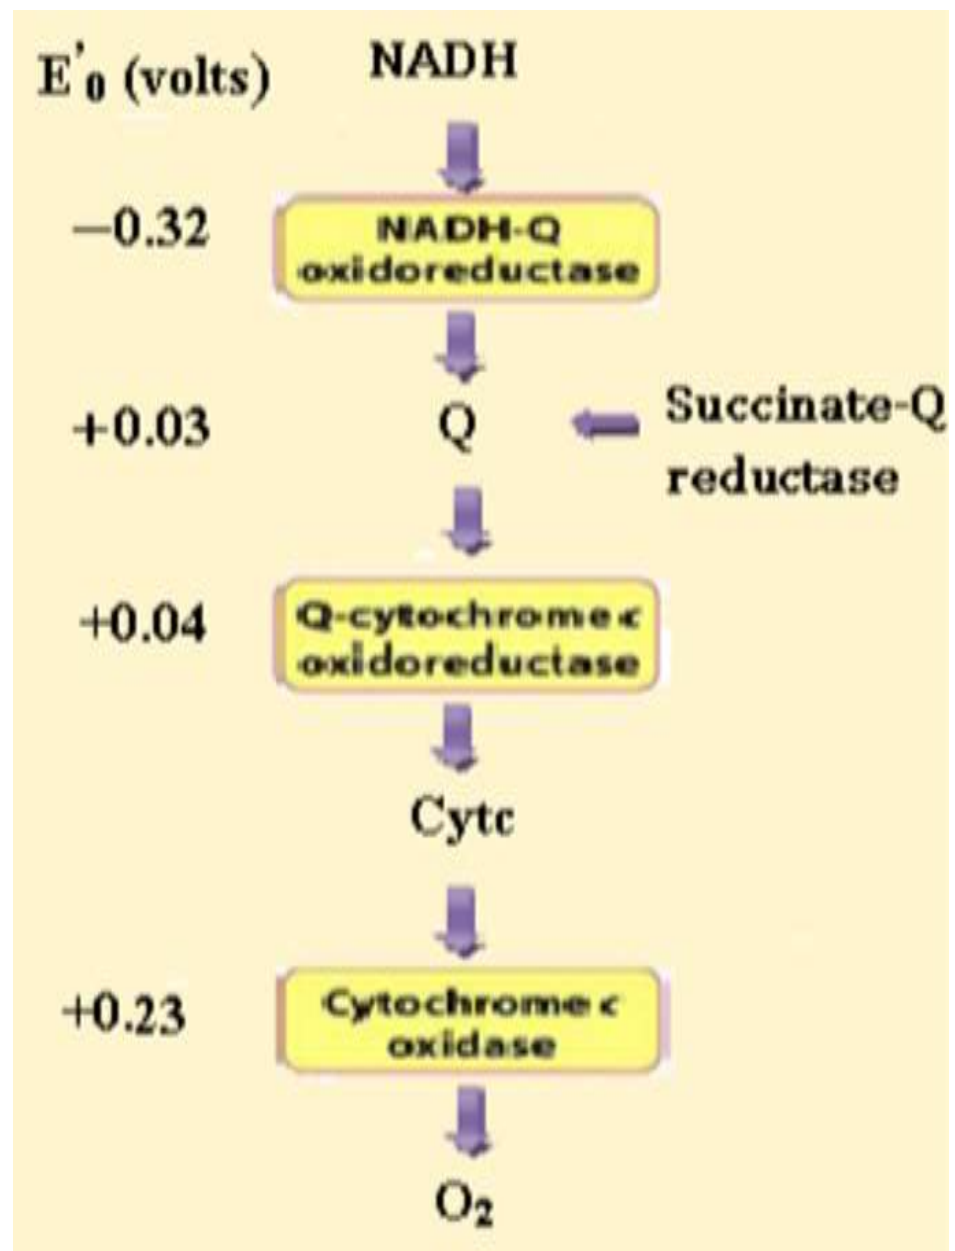 E'₀ (volts)
NADH
−0.32
NADH-Q
oxidoreductase
+0.03
Q
Succinate-Q
reductase
+0.04
Q-cytochrome c
oxidoreductase
Cytc
+0.23
Cytochrome c
oxidase
O₂